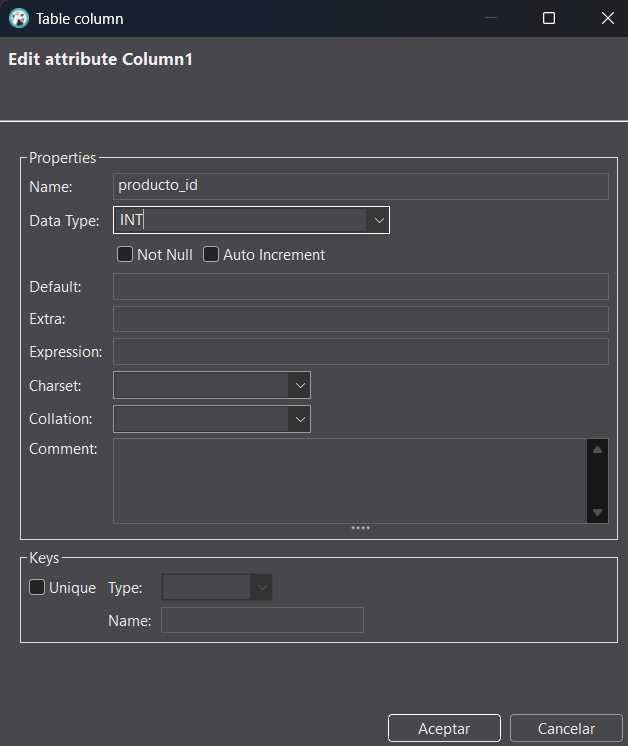 Table column
Edit attribute Column1
Properties
Name: producto_id
Data Type: INT
Not Null Auto Increment
Default:
Extra:
Expression:
Charset:
Collation:
Comment:
Keys
Unique Type:
Name:
Aceptar Cancelar